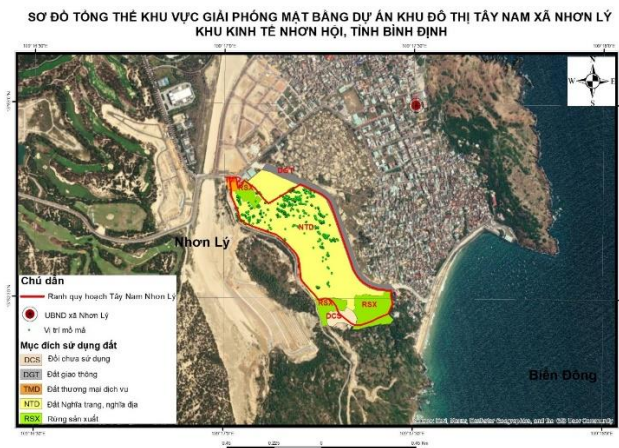 SƠ ĐỒ TỔNG THỂ KHU VỰC GIẢI PHÓNG MẶT BẰNG DỰ ÁN KHU ĐÔ THỊ TÂY NAM XÃ NHƠN LÝ
KHU KINH TẾ NHƠN HỘI, TỈNH BÌNH ĐỊNH
N
W E
S
DGT
TMD
RSX
NTD
Nhơn Lý
RSX
RSX
DCS
Biển Đông
Chú dẫn
Ranh quy hoạch Tây Nam Nhơn Lý
UBND xã Nhơn Lý
Vị trí mồ mả
Mục đích sử dụng đất
DCS Đồi chưa sử dụng
DGT Đất giao thông
TMD Đất thương mại dịch vụ
NTD Đất Nghĩa trang, nghĩa địa
RSX Rừng sản xuất